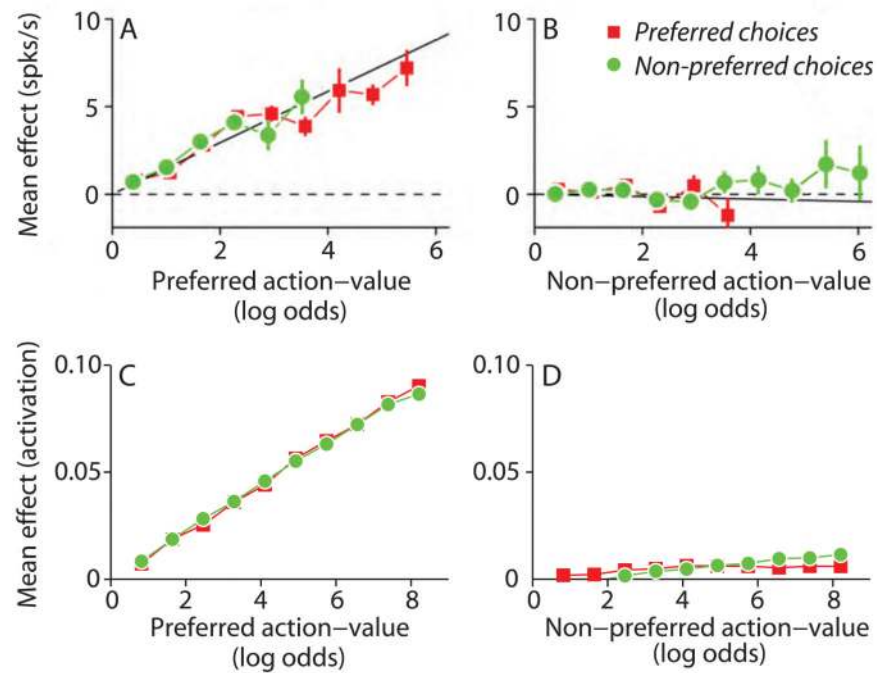 A
B
10
5
0
Mean effect (spks/s)
0 2 4 6
Preferred action–value
(log odds)
10
5
0
Preferred choices
Non-preferred choices
0 2 4 6
Non–preferred action–value
(log odds)
C
D
0.10
0.05
0
Mean effect (activation)
0 2 4 6 8
Preferred action–value
(log odds)
0.10
0.05
0
0 2 4 6 8
Non–preferred action–value
(log odds)